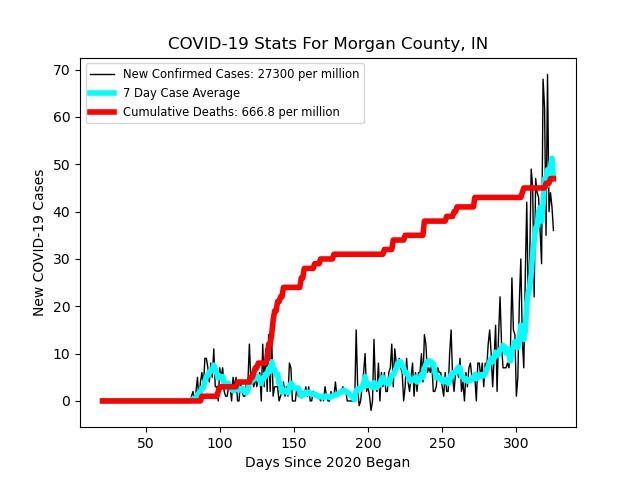 COVID-19 Stats For Morgan County, IN
New Confirmed Cases: 27300 per million
7 Day Case Average
Cumulative Deaths: 666.8 per million
New COVID-19 Cases
70
60
50
40
30
20
10
0
50 100 150 200 250 300
Days Since 2020 Began